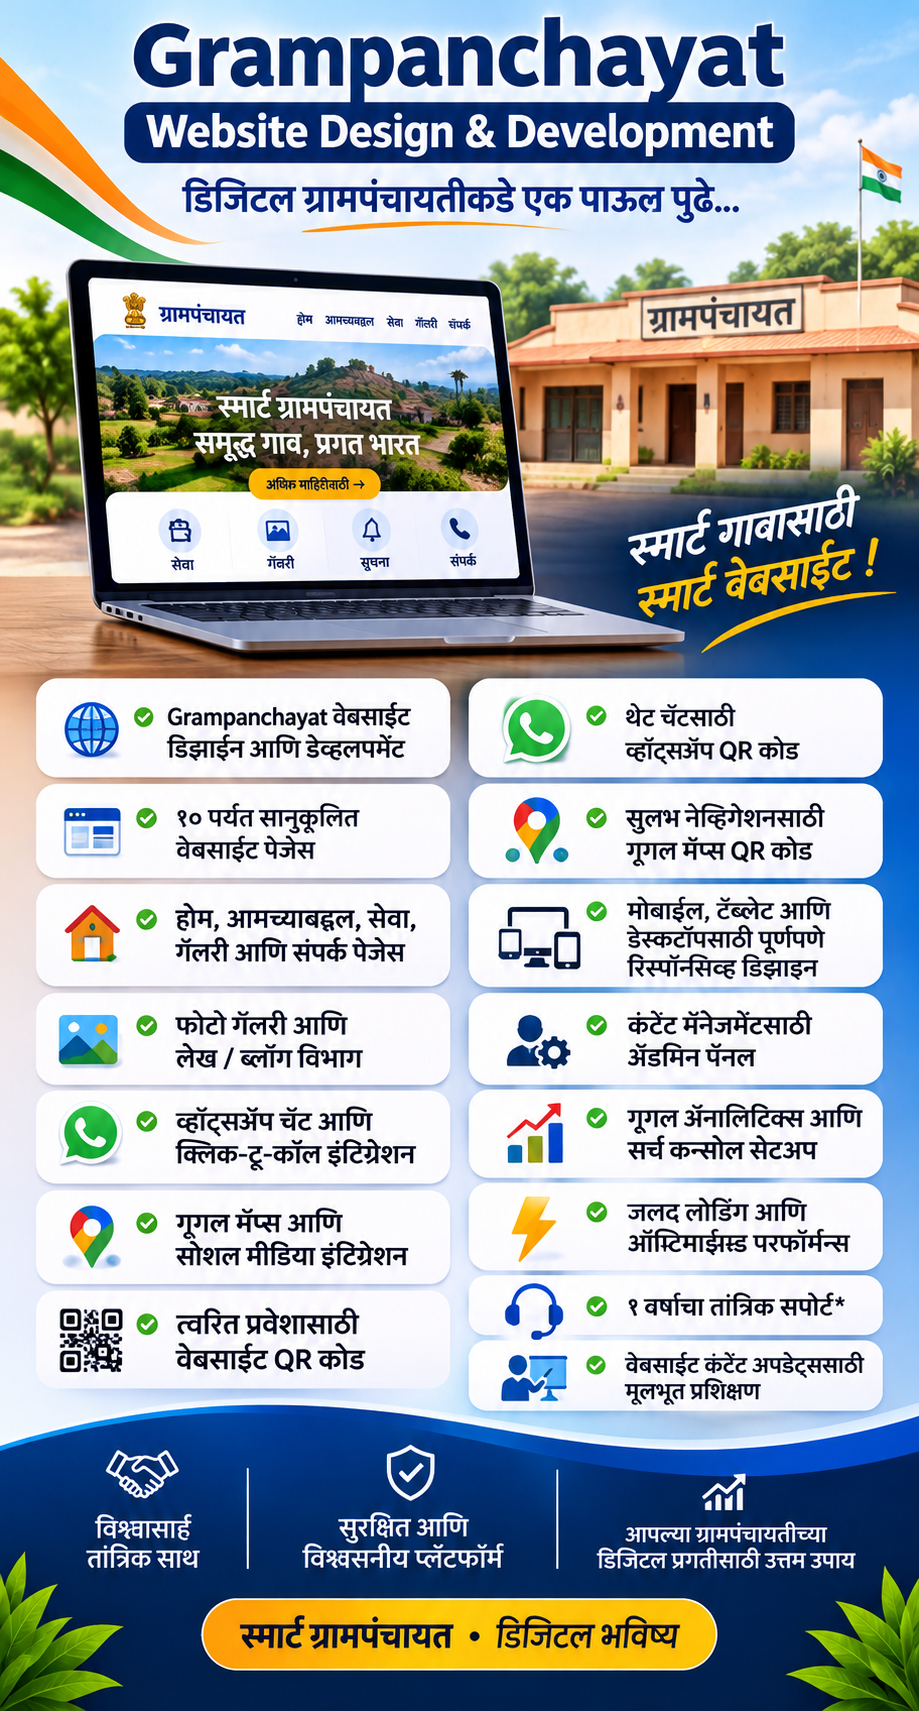 Grampanchayat
Website Design & Development
डिजिटल ग्रामपंचायतीकडे एक पाऊल पुढे...
ग्रामपंचायत
होम आमच्याबद्दल सेवा गॅलरी संपर्क
स्मार्ट ग्रामपंचायत
समृद्ध गाव, प्रगत भारत
सेवा
गॅलरी
सूचना
संपर्क
ग्रामपंचायत
स्मार्ट गाबासाठी
स्मार्ट बेबसाईट !
Grampanchayat वेबसाईट
डिझाईन आणि डेव्हलपमेंट
१० पर्यंत सानुकूलित
वेबसाईट पेजेस
होम, आमच्याबद्दल, सेवा,
गॅलरी आणि संपर्क पेजेस
फोटो गॅलरी आणि
लेख / ब्लॉग विभाग
व्हॉट्सॲप चॅट आणि
क्लिक-टू-कॉल इंटिग्रेशन
गूगल मॅप्स आणि
सोशल मीडिया इंटिग्रेशन
त्वरित प्रवेशासाठी
वेबसाईट QR कोड
थेट चॅटसाठी
व्हॉट्सॲप QR कोड
सुलभ नेव्हिगेशनसाठी
गूगल मॅप्स QR कोड
मोबाईल, टॅब्लेट आणि
डेस्कटॉपसाठी पूर्णपणे
रिस्पॉनसिव्ह डिझाइन
कंटेंट मॅनेजमेंटसाठी
ॲडमिन पॅनल
गूगल ॲनालिटिक्स आणि
सर्च कन्सोल सेटअप
जलद लोडिंग आणि
ऑप्टिमाईझ्ड परफॉर्मन्स
१ वर्षाचा तांत्रिक सपोर्ट*
वेबसाईट कंटेंट अपडेट्ससाठी
मूलभूत प्रशिक्षण
विश्वासार्ह
तांत्रिक साथ
सुरक्षित आणि
विश्वसनीय प्लॅटफॉर्म
आपल्या ग्रामपंचायतीच्या
डिजिटल प्रगतीसाठी उत्तम उपाय
स्मार्ट ग्रामपंचायत • डिजिटल भविष्य